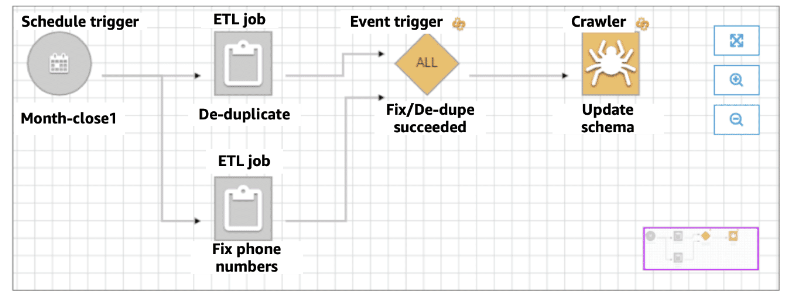 Schedule trigger
ETL job
Event trigger
Crawler
ALL
Month-close1
De-duplicate
Fix/De-dupe
succeeded
Update
schema
ETL job
Fix phone
numbers